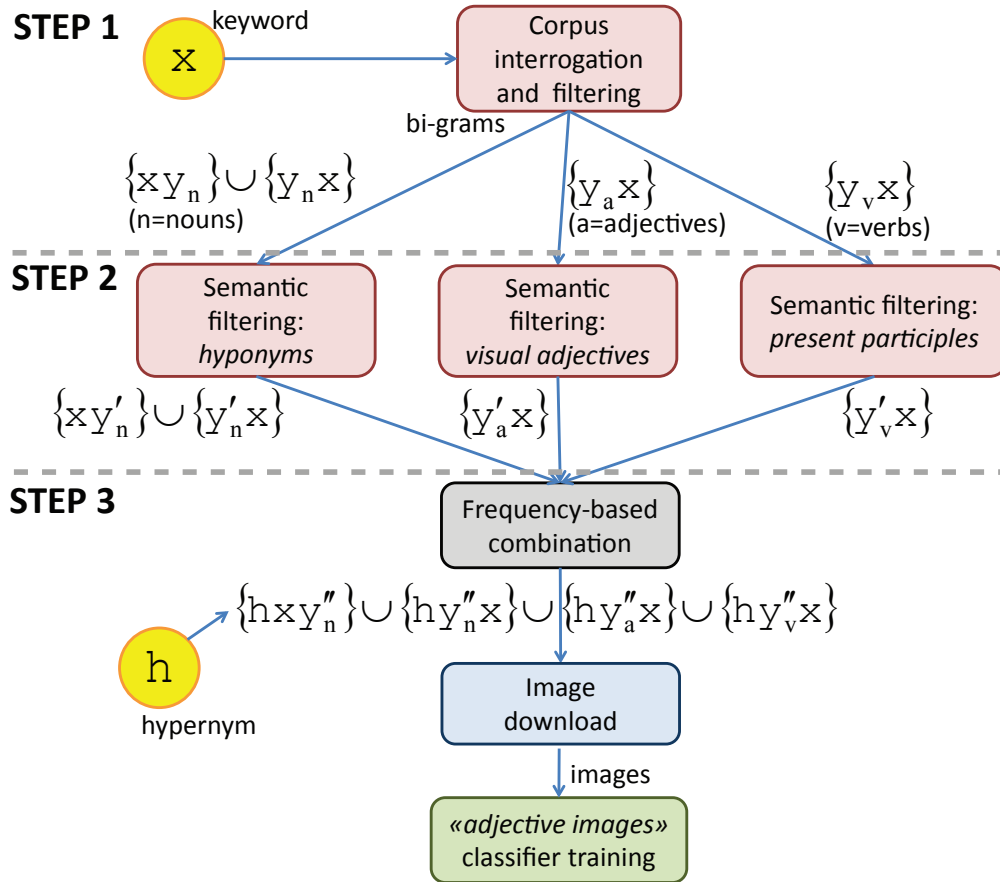 STEP 1
keyword
x
Corpus
interrogation
and filtering
bi-grams
{xyₙ}∪{yₙx}
(n=nouns)
{yₐx}
(a=adjectives)
{yᵥx}
(v=verbs)
STEP 2
Semantic
filtering:
hyponyms
Semantic
filtering:
visual adjectives
Semantic filtering:
present participles
{xy′ₙ}∪{y′ₙx}
{y′ₐx}
{y′ᵥx}
STEP 3
Frequency-based
combination
{hxy″ₙ}∪{hy″ₙx}∪{hy″ₐx}∪{hy″ᵥx}
h
hypernym
Image
download
images
«adjective images»
classifier training